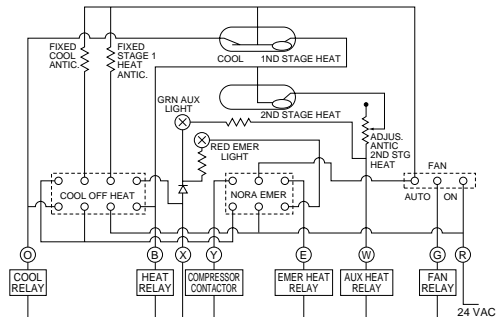 FIXED
COOL
ANTIC.
FIXED
STAGE 1
HEAT
ANTIC.
COOL
1ND STAGE HEAT
GRN AUX
LIGHT
2ND STAGE HEAT
RED EMER
LIGHT
ADJUS.
ANTIC
2ND STG
HEAT
FAN
COOL OFF HEAT
NORA EMER
AUTO ON
O
B
X
Y
E
W
G
R
COOL
RELAY
HEAT
RELAY
COMPRESSOR
CONTACTOR
EMER HEAT
RELAY
AUX HEAT
RELAY
FAN
RELAY
24 VAC